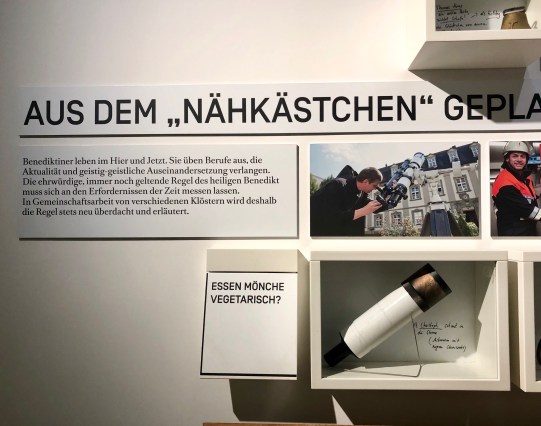 AUS DEM „NÄHKÄSTCHEN“ GEPLA
Benediktiner leben im Hier und Jetzt. Sie üben Berufe aus, die
Aktualität und geistig-geistliche Auseinandersetzung verlangen.
Die ehrwürdige, immer noch geltende Regel des heiligen Benedikt
muss sich an den Erfordernissen der Zeit messen lassen.
In Gemeinschaftsarbeit von verschiedenen Klöstern wird deshalb
die Regel stets neu überdacht und erläutert.
ESSEN MÖNCHE
VEGETARISCH?